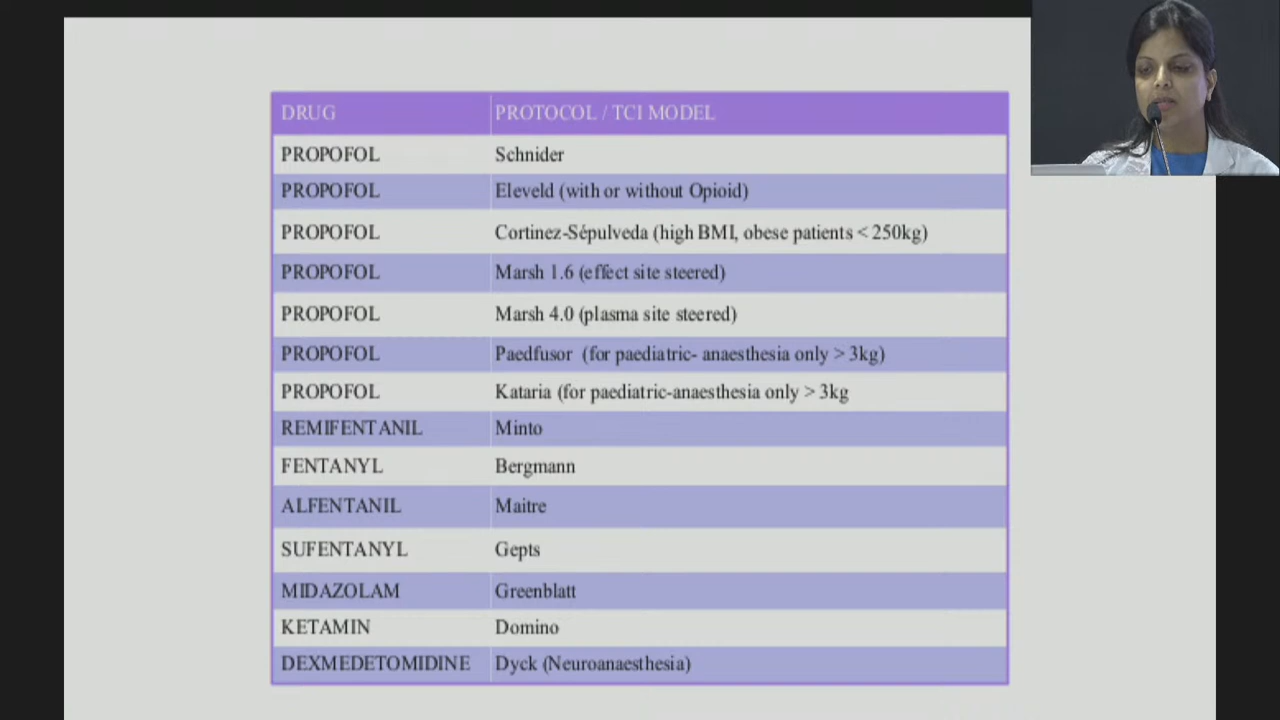 DRUG PROTOCOL / TCI MODEL
PROPOFOL Schnider
PROPOFOL Eleveld (with or without Opioid)
PROPOFOL Cortinez-Sépulveda (high BMI, obese patients < 250kg)
PROPOFOL Marsh 1.6 (effect site steered)
PROPOFOL Marsh 4.0 (plasma site steered)
PROPOFOL Paedfusor (for paediatric- anaesthesia only > 3kg)
PROPOFOL Kataria (for paediatric-anaesthesia only > 3kg
REMIFENTANIL Minto
FENTANYL Bergmann
ALFENTANIL Maitre
SUFENTANYL Gepts
MIDAZOLAM Greenblatt
KETAMIN Domino
DEXMEDETOMIDINE Dyck (Neuroanaesthesia)